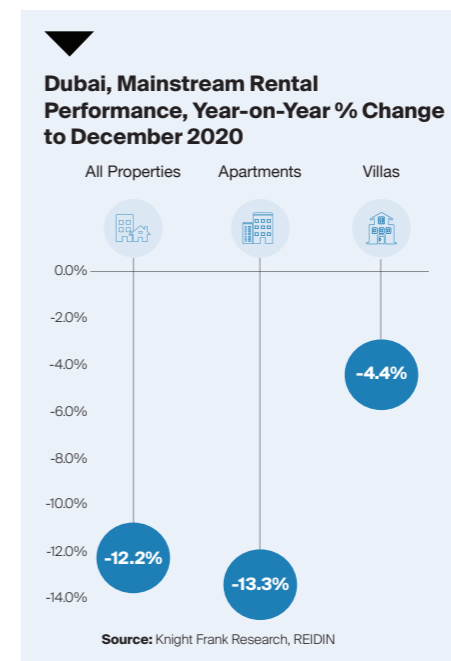 Dubai, Mainstream Rental
Performance, Year-on-Year % Change
to December 2020
All Properties Apartments Villas
0.0%
-2.0%
-4.0%
-4.4%
-6.0%
-8.0%
-10.0%
-12.0%
-12.2%
-13.3%
-14.0%
Source: Knight Frank Research, REIDIN